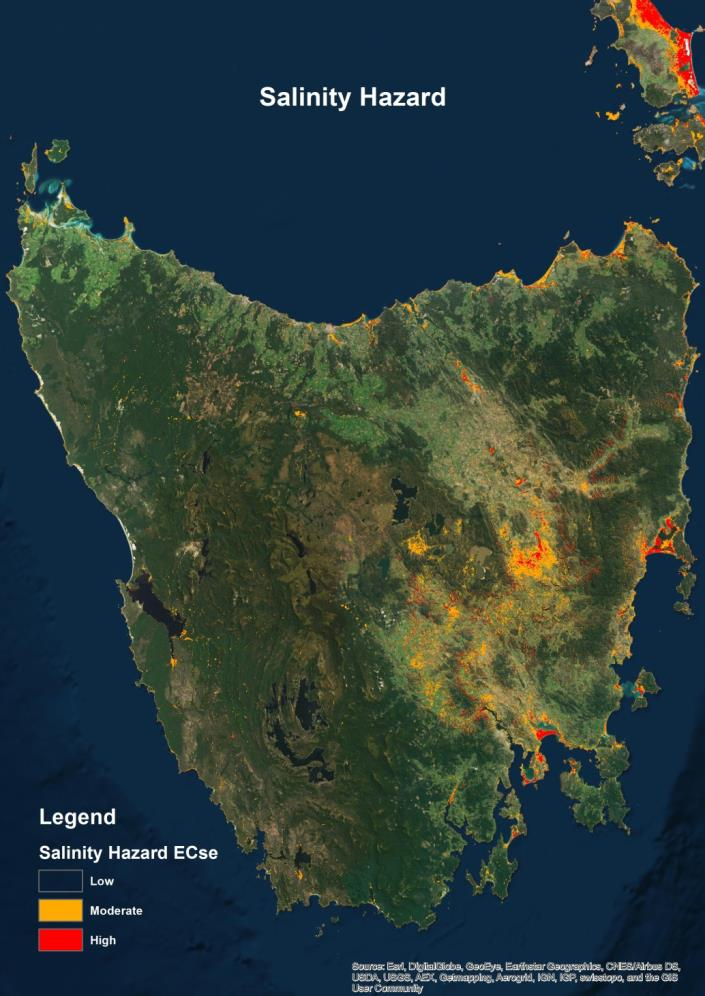 Salinity Hazard
Legend
Salinity Hazard ECse
Low
Moderate
High
Source: Esri, DigitalGlobe, GeoEye, Earthstar Geographics, CNES/Airbus DS,
USDA, USGS, AEX, Getmapping, Aerogrid, IGN, IGP, swisstopo, and the GIS
User Community